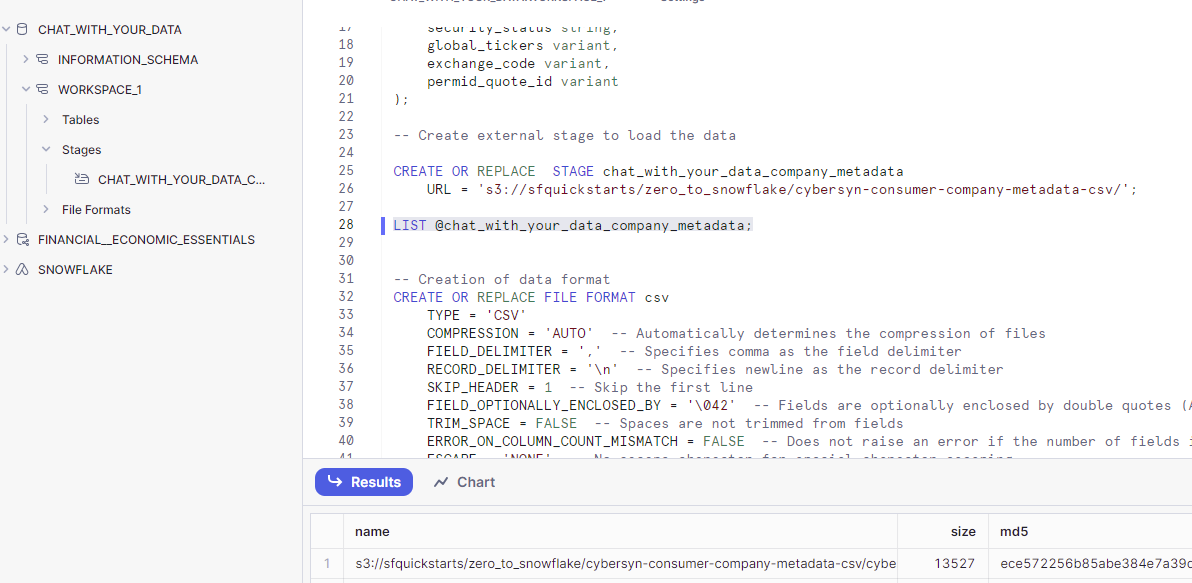 CHAT_WITH_YOUR_DATA
INFORMATION_SCHEMA
WORKSPACE_1
Tables
Stages
CHAT_WITH_YOUR_DATA_C...
File Formats
FINANCIAL__ECONOMIC_ESSENTIALS
SNOWFLAKE
17 security_status string,
18 global_tickers variant,
19 exchange_code variant,
20 permid_quote_id variant
21 );
22
23 -- Create external stage to load the data
24
25 CREATE OR REPLACE  STAGE chat_with_your_data_company_metadata
26 URL = 's3://sfquickstarts/zero_to_snowflake/cybersyn-consumer-company-metadata-csv/';
27
28 LIST @chat_with_your_data_company_metadata;
29
30
31 -- Creation of data format
32 CREATE OR REPLACE FILE FORMAT csv
33 TYPE = 'CSV'
34 COMPRESSION = 'AUTO'  -- Automatically determines the compression of files
35 FIELD_DELIMITER = ','  -- Specifies comma as the field delimiter
36 RECORD_DELIMITER = '\n'  -- Specifies newline as the record delimiter
37 SKIP_HEADER = 1  -- Skip the first line
38 FIELD_OPTIONALLY_ENCLOSED_BY = '\042'  -- Fields are optionally enclosed by double quotes (A
39 TRIM_SPACE = FALSE  -- Spaces are not trimmed from fields
40 ERROR_ON_COLUMN_COUNT_MISMATCH = FALSE  -- Does not raise an error if the number of fields i
41 ESCAPE = 'NONE'
Results Chart
name size md5
1 s3://sfquickstarts/zero_to_snowflake/cybersyn-consumer-company-metadata-csv/cybe 13527 ece572256b85abe384e7a39c